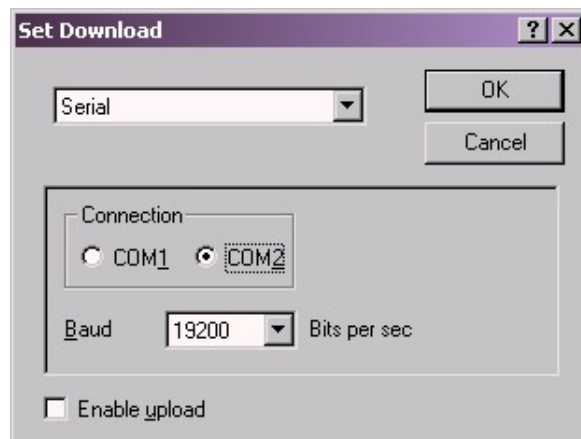 Set Download
Serial
OK
Cancel
Connection
COM1 COM2
Baud 19200 Bits per sec
Enable upload